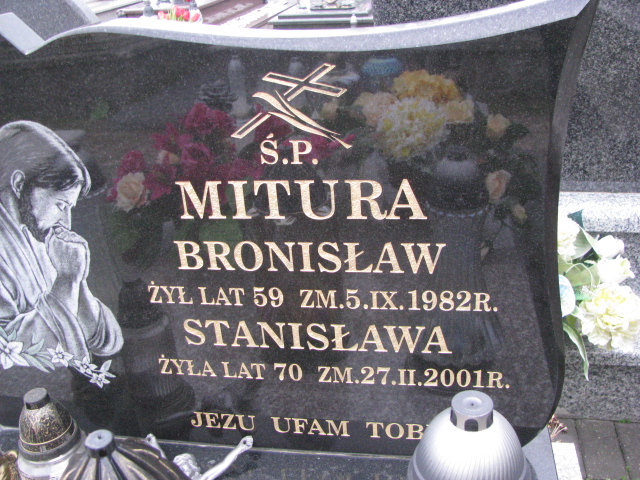 Ś.P.
MITURA
BRONISŁAW
ŻYŁ LAT 59 ZM.5.IX.1982R.
STANISŁAWA
ŻYŁA LAT 70 ZM.27.II.2001R.
JEZU UFAM